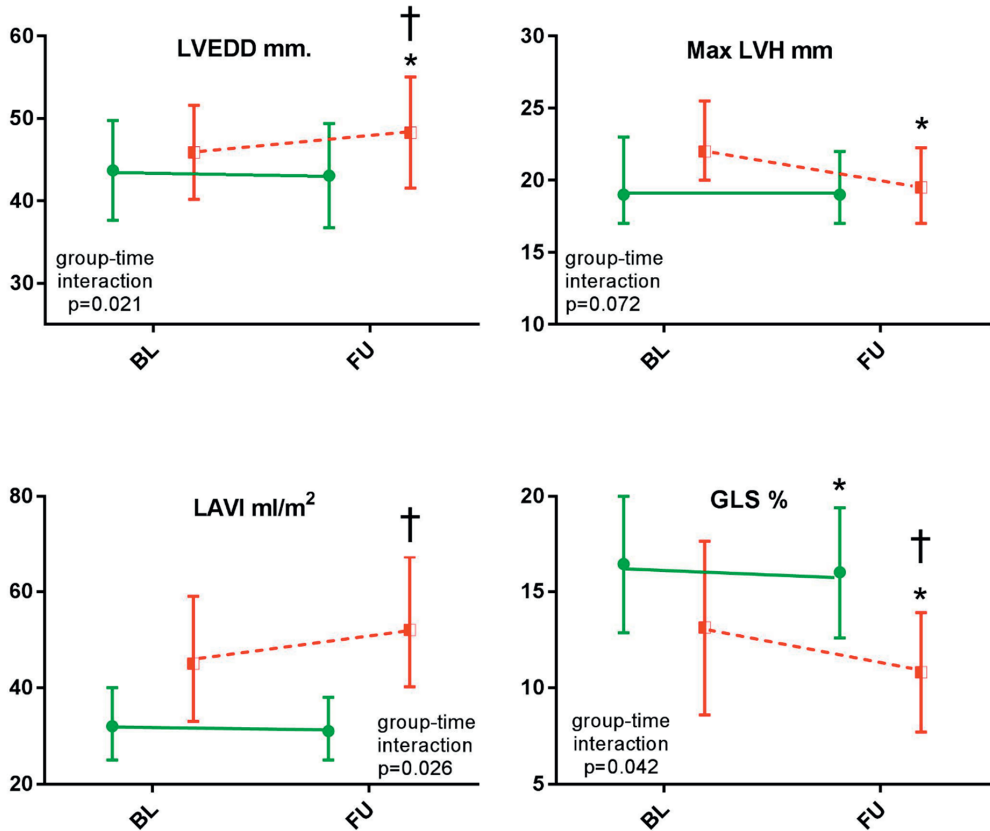 LVEDD mm.
†
*
60
50
40
30
group-time
interaction
p=0.021
BL
FU
Max LVH mm
*
30
25
20
15
10
group-time
interaction
p=0.072
BL
FU
LAVI ml/m²
†
80
60
40
20
group-time
interaction
p=0.026
BL
FU
GLS %
*
†
*
20
15
10
5
group-time
interaction
p=0.042
BL
FU